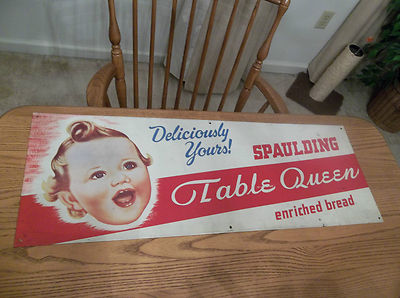 Deliciously
Yours!
SPAULDING
Table Queen
enriched bread